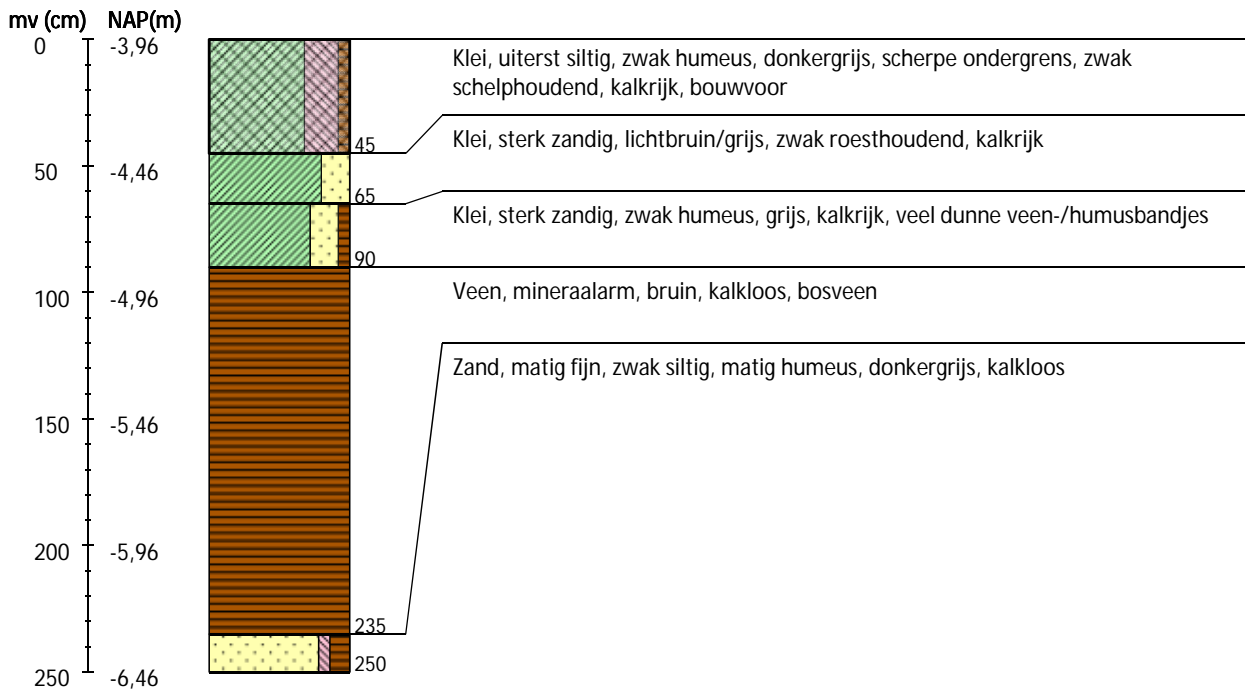 mv (cm) NAP(m)
0 -3,96
Klei, uiterst siltig, zwak humeus, donkergrijs, scherpe ondergrens, zwak
schelphoudend, kalkrijk, bouwvoor
45
Klei, sterk zandig, lichtbruin/grijs, zwak roesthoudend, kalkrijk
50 -4,46
65
Klei, sterk zandig, zwak humeus, grijs, kalkrijk, veel dunne veen-/humusbandjes
90
100 -4,96
Veen, mineraalarm, bruin, kalkloos, bosveen
Zand, matig fijn, zwak siltig, matig humeus, donkergrijs, kalkloos
150 -5,46
200 -5,96
235
250
250 -6,46